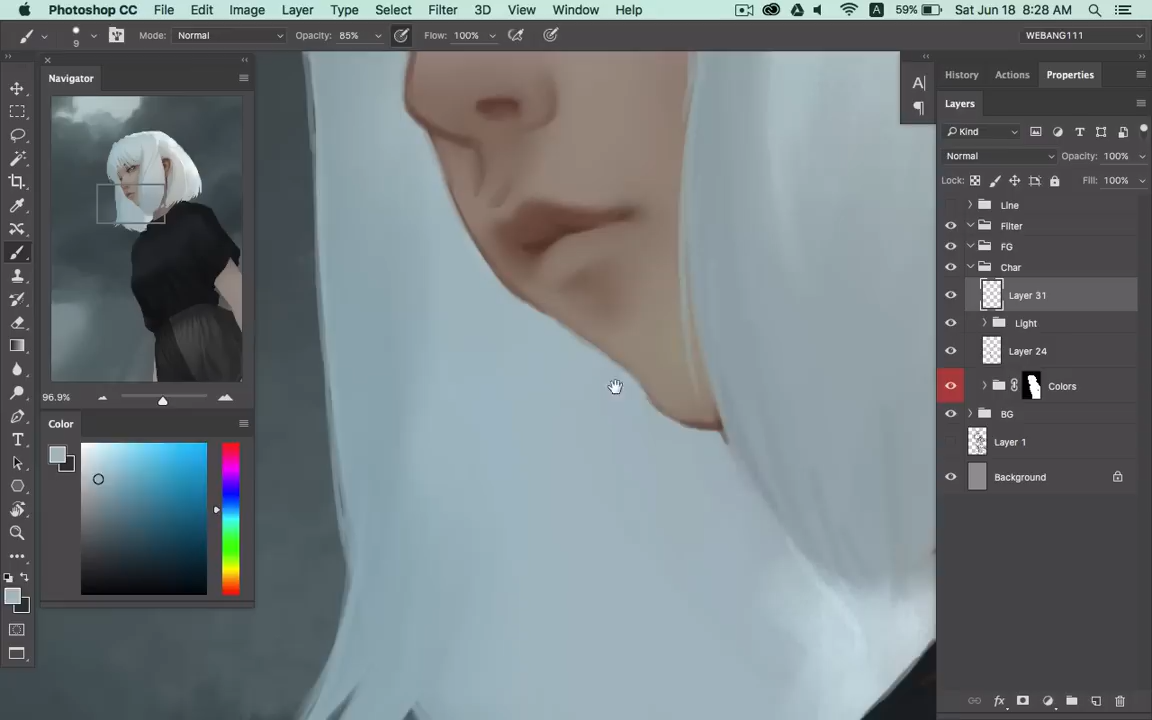 Photoshop CC File Edit Image Layer Type Select Filter 3D View Window Help 59% Sat Jun 18 8:28 AM
9 Mode: Normal Opacity: 85% Flow: 100% WEBANG111
Navigator
History Actions Properties
Layers
Kind
Normal Opacity: 100%
Lock: Fill: 100%
Line
Filter
FG
Char
Layer 31
Light
Layer 24
Colors
BG
Layer 1
Background
96.9%
Color